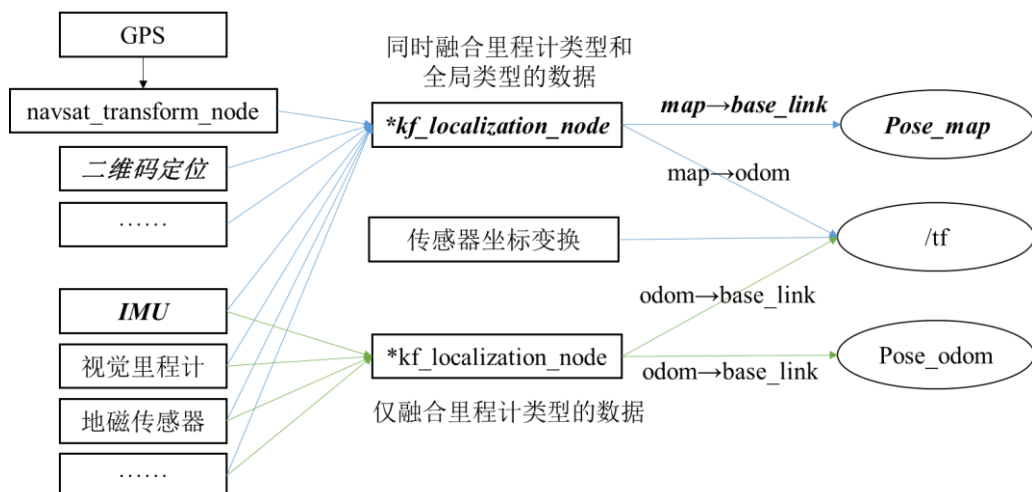 GPS
navsat_transform_node
二维码定位
……
IMU
视觉里程计
地磁传感器
……
同时融合里程计类型和
全局类型的数据
*kf_localization_node
传感器坐标变换
*kf_localization_node
仅融合里程计类型的数据
map→base_link
map→odom
odom→base_link
odom→base_link
Pose_map
/tf
Pose_odom